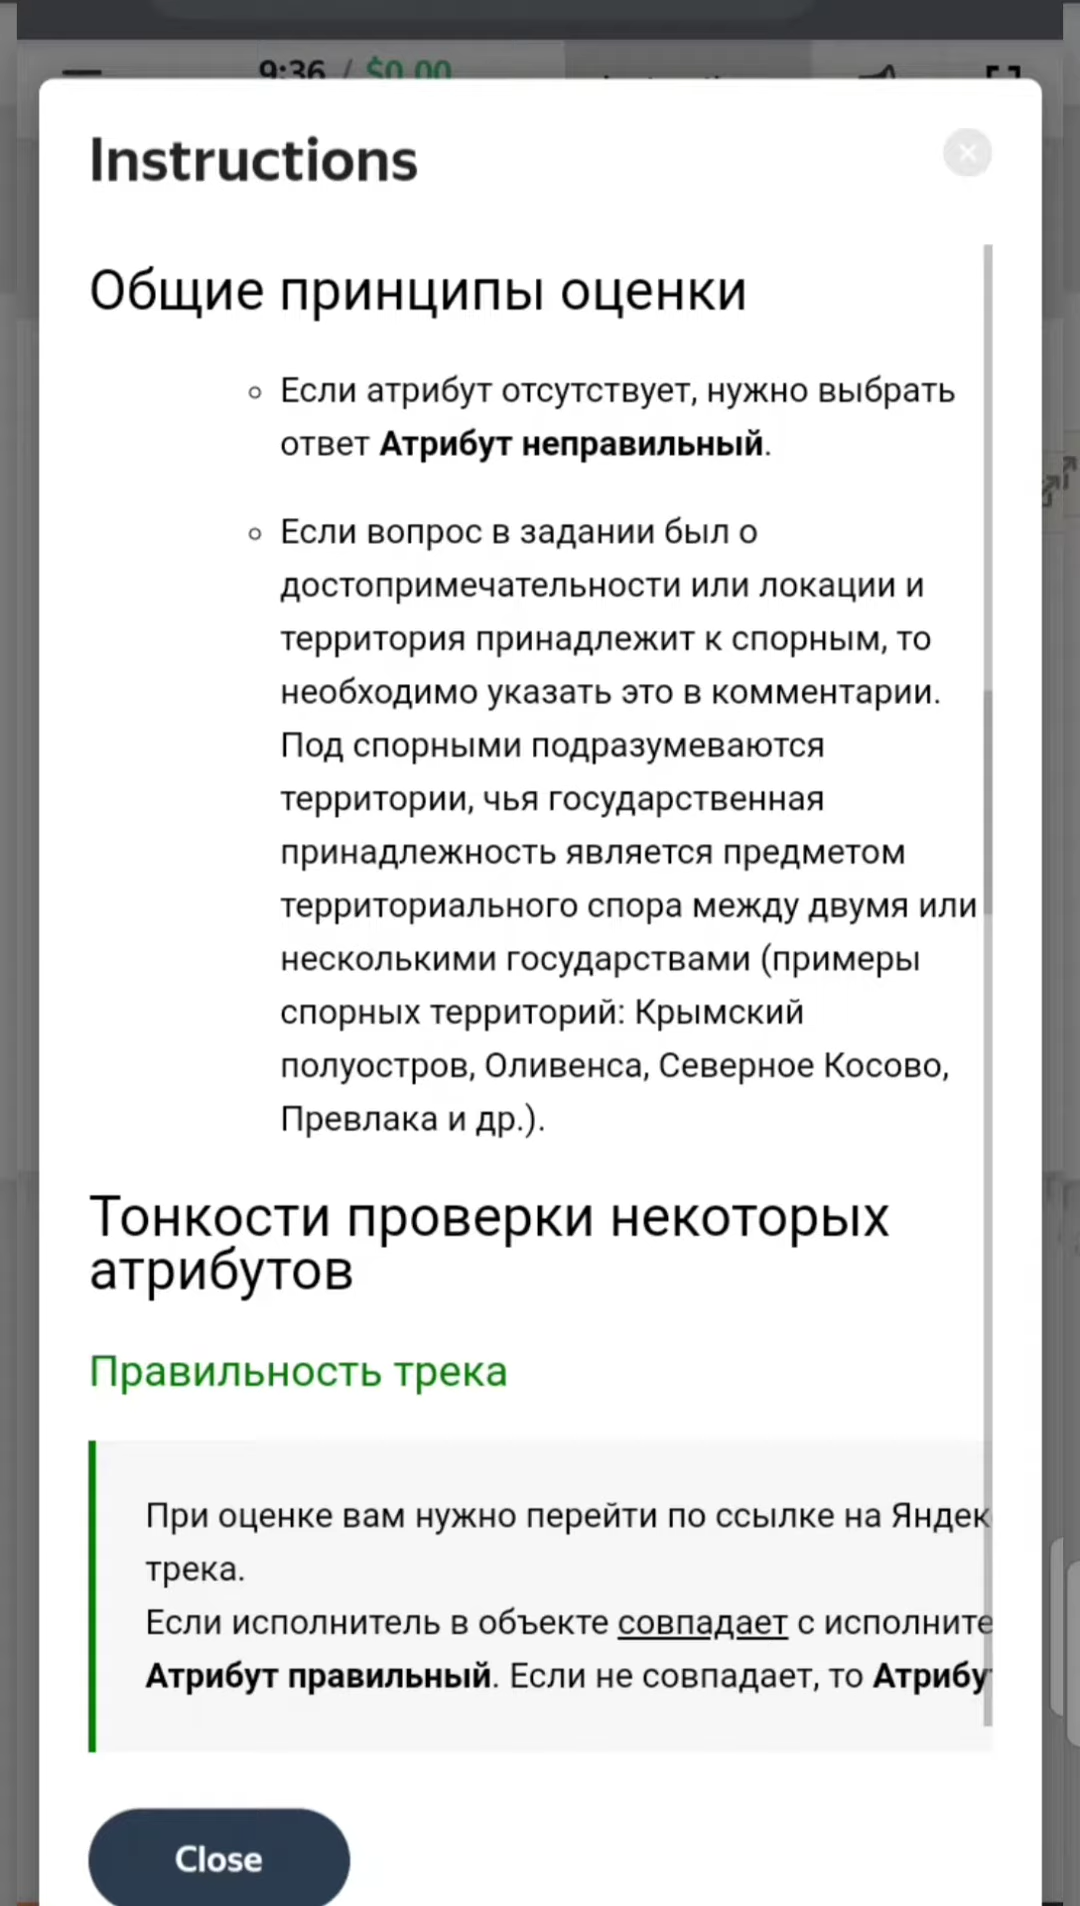 9:36 / $0.00
Instructions
Общие принципы оценки
Если атрибут отсутствует, нужно выбрать
ответ Атрибут неправильный.
Если вопрос в задании был о
достопримечательности или локации и
территория принадлежит к спорным, то
необходимо указать это в комментарии.
Под спорными подразумеваются
территории, чья государственная
принадлежность является предметом
территориального спора между двумя или
несколькими государствами (примеры
спорных территорий: Крымский
полуостров, Оливенса, Северное Косово,
Превлака и др.).
Тонкости проверки некоторых
атрибутов
Правильность трека
При оценке вам нужно перейти по ссылке на Яндек
трека.
Если исполнитель в объекте совпадает с исполните
Атрибут правильный. Если не совпадает, то Атрибу
Close